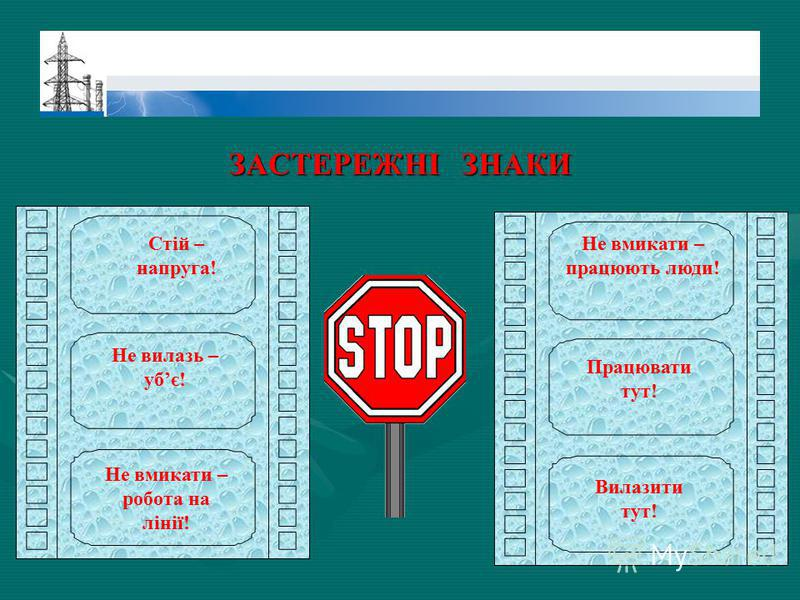 ЗАСТЕРЕЖНІ ЗНАКИ
Стій –
напруга!
Не вилазь –
уб’є!
Не вмикати –
робота на
лінії!
STOP
Не вмикати –
працюють люди!
Працювати
тут!
Вилазити
тут!